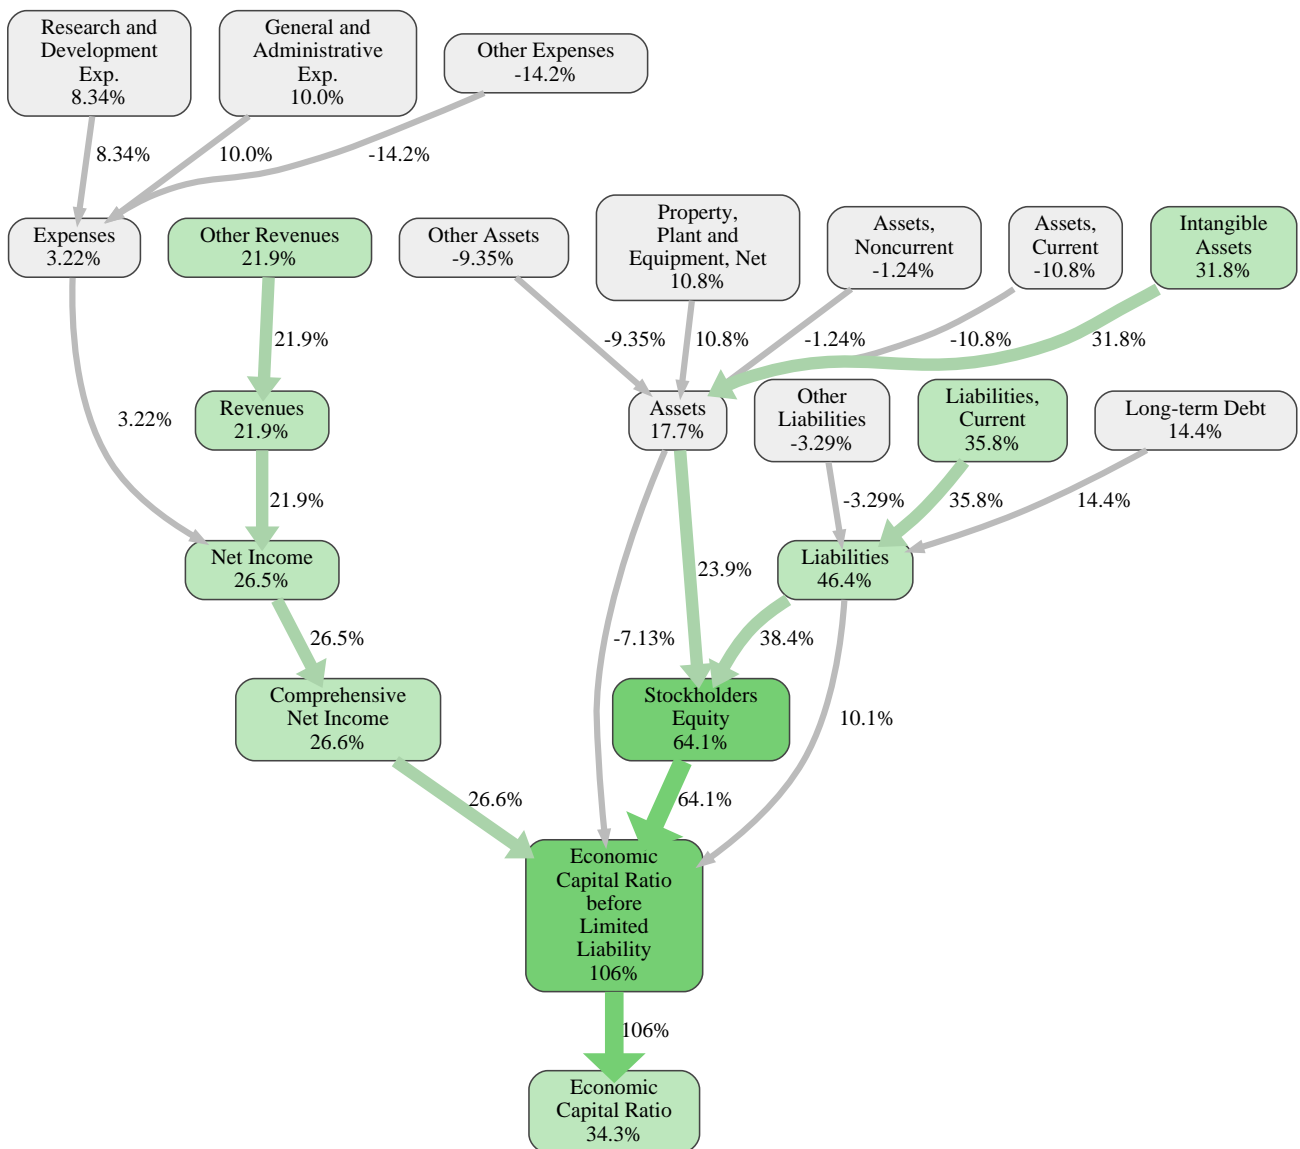 Research and
Development
Exp.
8.34%
General and
Administrative
Exp.
10.0%
Other Expenses
-14.2%
8.34%
10.0%
-14.2%
Expenses
3.22%
Other Revenues
21.9%
Other Assets
-9.35%
Property,
Plant and
Equipment, Net
10.8%
Assets,
Noncurrent
-1.24%
Assets,
Current
-10.8%
Intangible
Assets
31.8%
21.9%
-9.35%
10.8%
-1.24%
-10.8%
31.8%
3.22%
Revenues
21.9%
Assets
17.7%
Other
Liabilities
-3.29%
Liabilities,
Current
35.8%
Long-term Debt
14.4%
21.9%
-3.29%
35.8%
14.4%
Net Income
26.5%
23.9%
Liabilities
46.4%
26.5%
-7.13%
38.4%
Comprehensive
Net Income
26.6%
Stockholders
Equity
64.1%
10.1%
26.6%
64.1%
Economic
Capital Ratio
before
Limited
Liability
106%
106%
Economic
Capital Ratio
34.3%